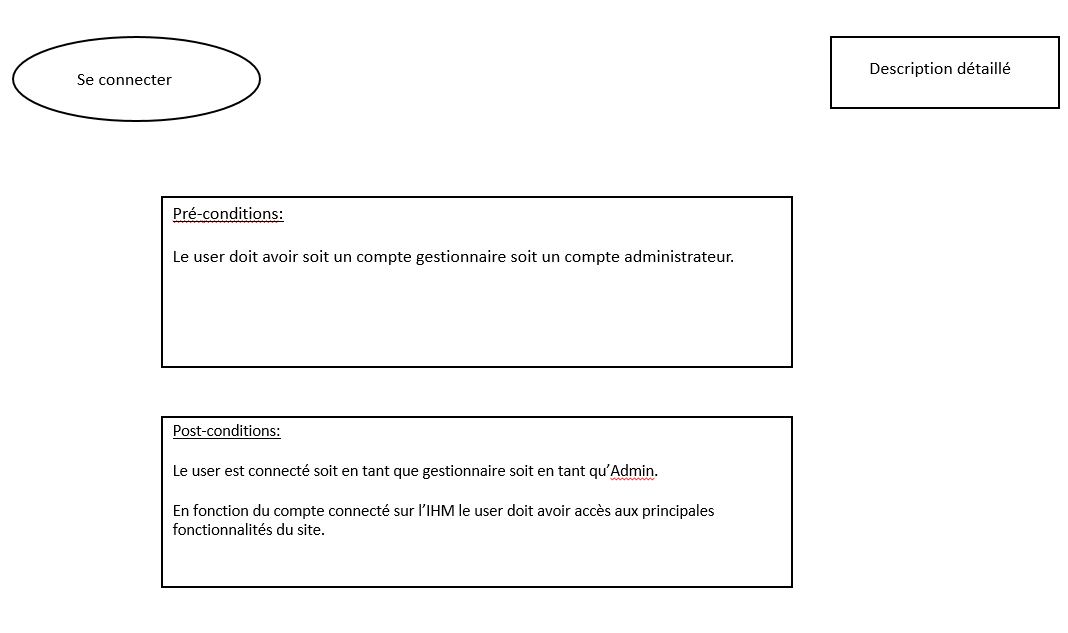 Se connecter
Description détaillé
Pré-conditions:
Le user doit avoir soit un compte gestionnaire soit un compte administrateur.
Post-conditions:
Le user est connecté soit en tant que gestionnaire soit en tant qu’Admin.
En fonction du compte connecté sur l’IHM le user doit avoir accès aux principales
fonctionnalités du site.